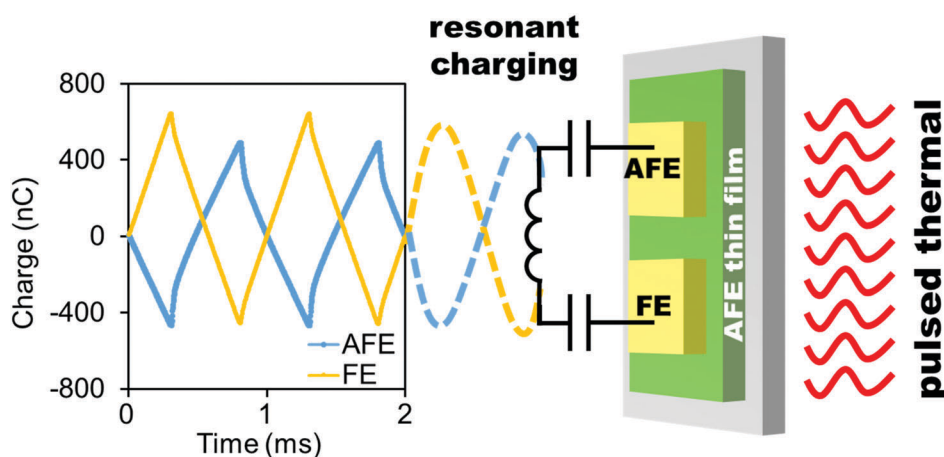 resonant
charging
800
400
0
-400
-800
Charge (nC)
AFE
FE
0
1
2
Time (ms)
AFE
FE
AFE thin film
pulsed thermal